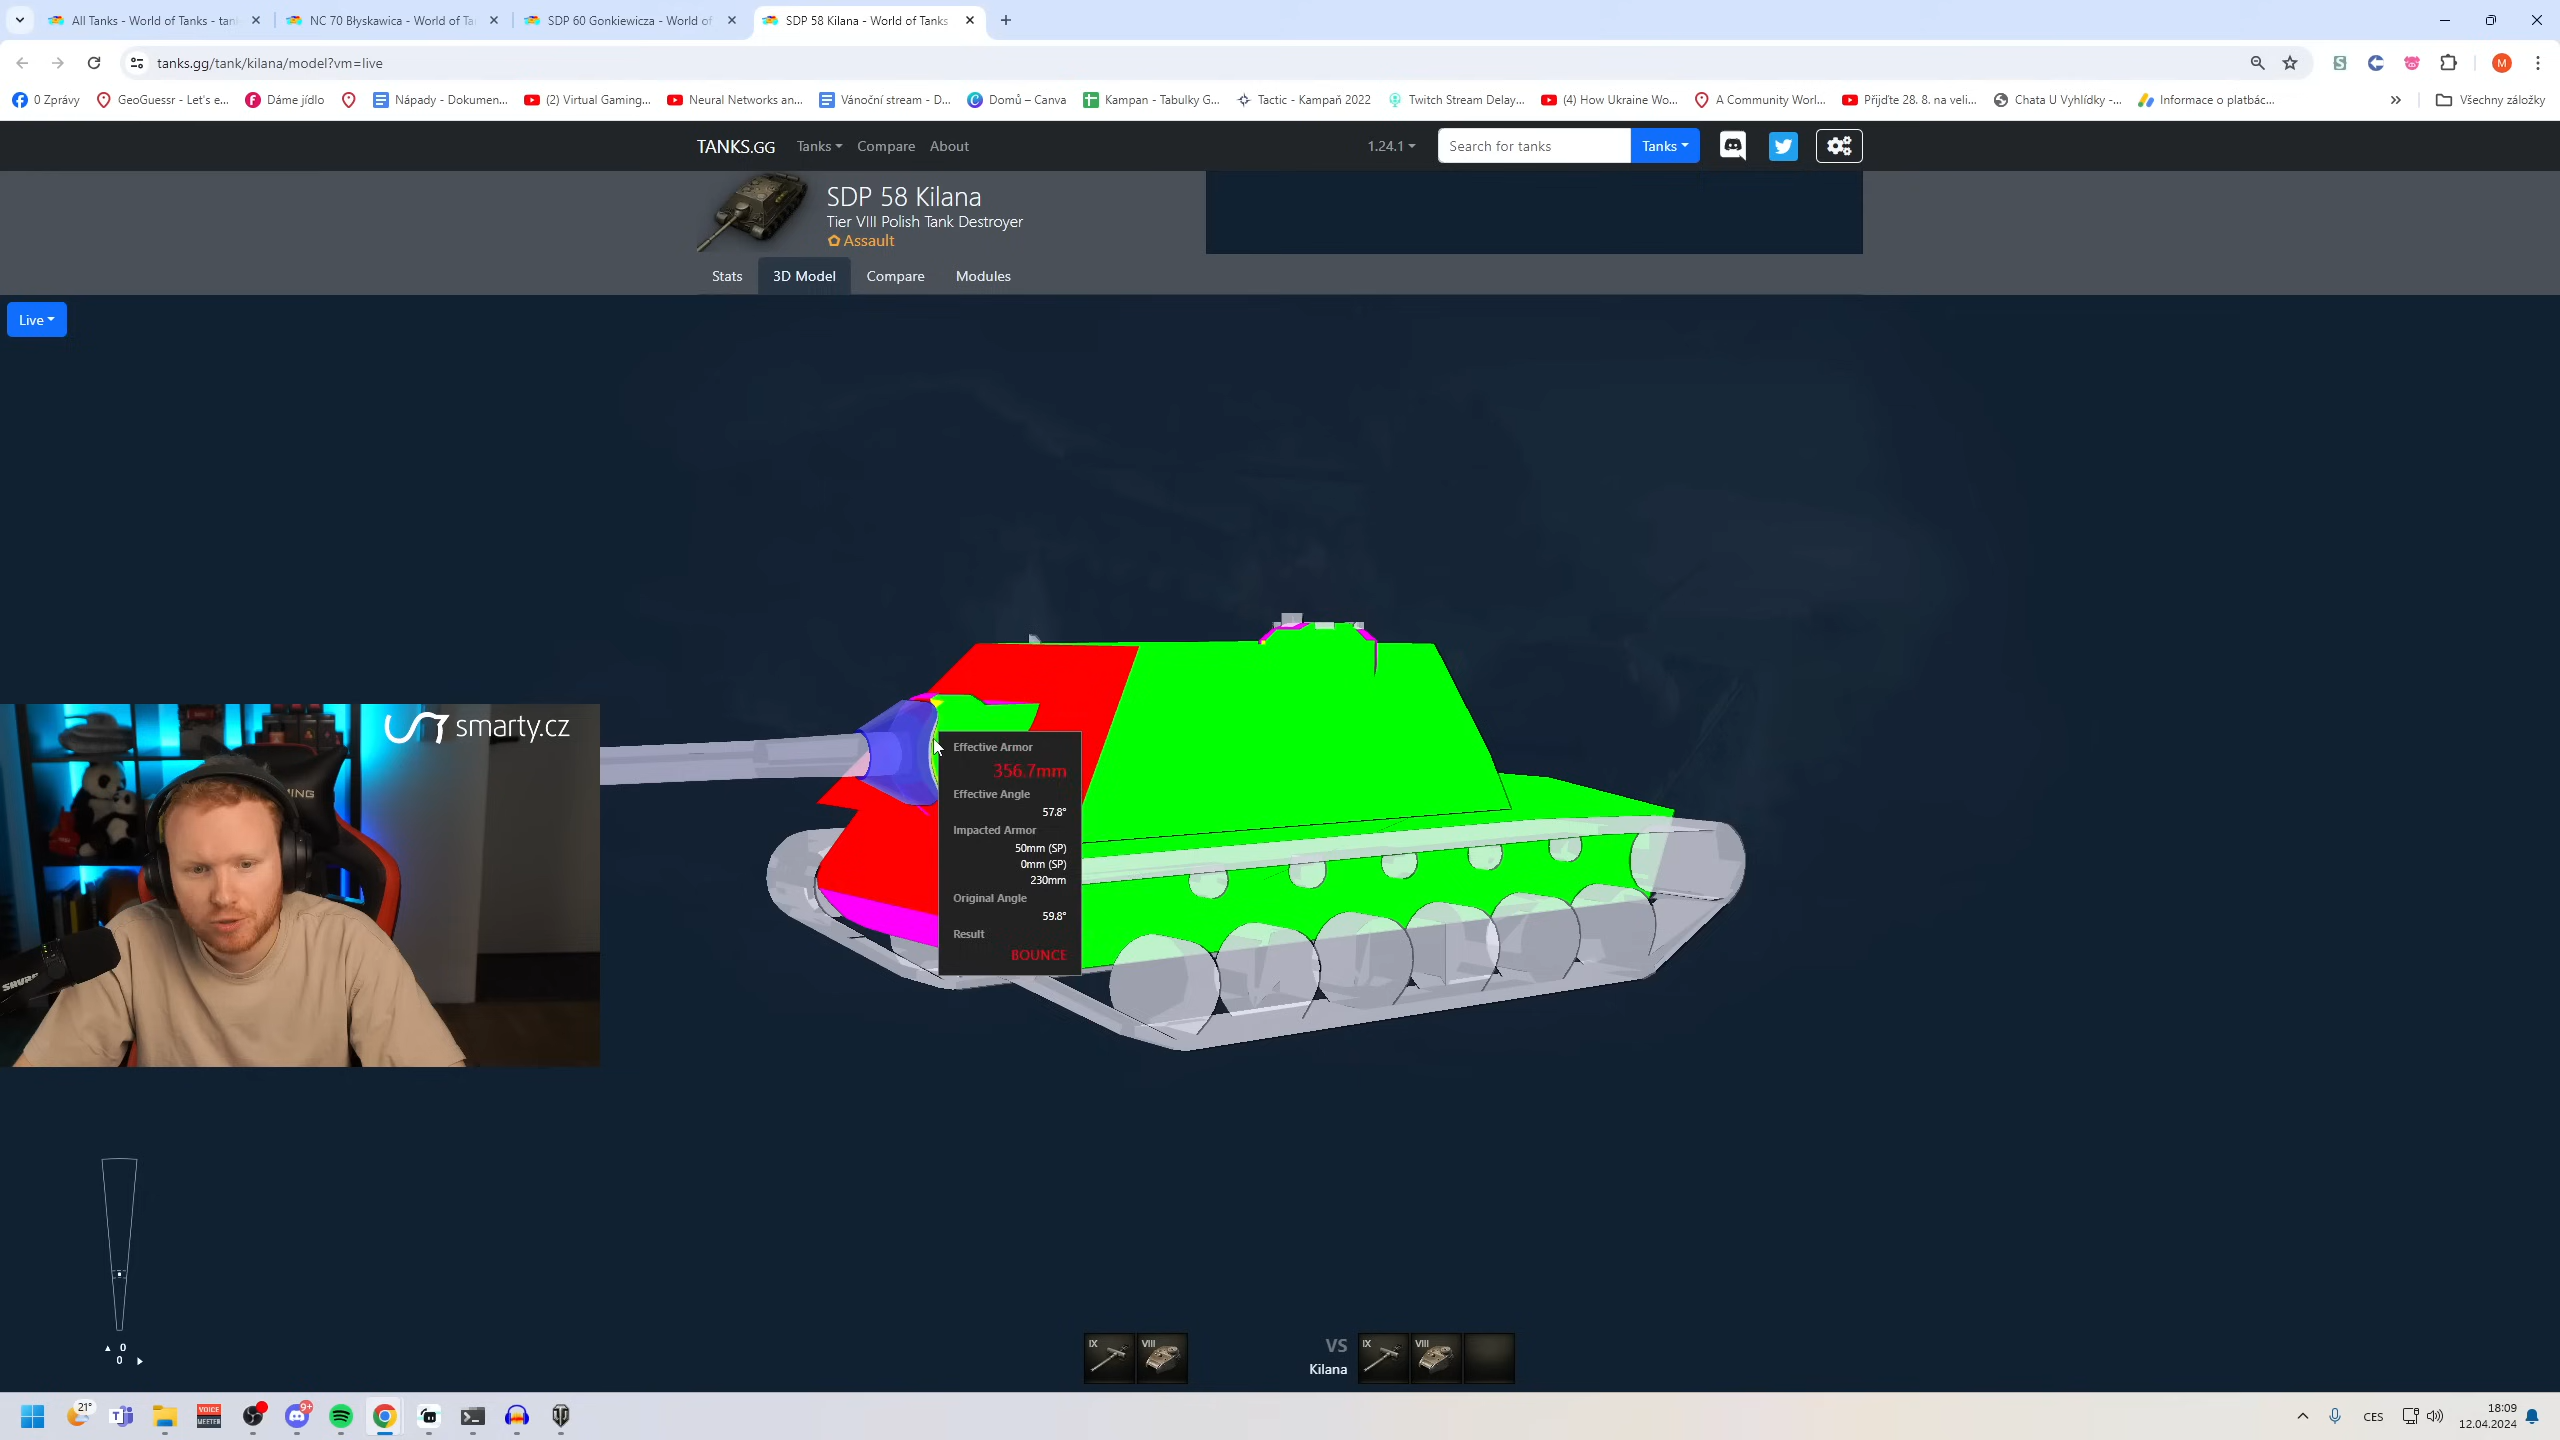 All Tanks - World of Tanks - tank
NC 70 Błyskawica - World of Ta
SDP 60 Gonkiewicza - World of
SDP 58 Kilana - World of Tanks
tanks.gg/tank/kilana/model?vm=live
M
0 Zprávy
GeoGuessr - Let's e...
Dáme jídlo
Nápady - Dokumen...
(2) Virtual Gaming...
Neural Networks an...
Vánoční stream - D...
Domů – Canva
Kampan - Tabulky G...
Tactic - Kampaň 2022
Twitch Stream Delay...
(4) How Ukraine Wo...
A Community Worl...
Přijďte 28. 8. na veli...
Chata U Vyhlídky -...
Informace o platbác...
Všechny záložky
TANKS.GG
Tanks
Compare
About
1.24.1
Search for tanks
Tanks
SDP 58 Kilana
Tier VIII Polish Tank Destroyer
Assault
Stats
3D Model
Compare
Modules
Live
smarty.cz
Effective Armor
356.7mm
Effective Angle
57.8°
Impacted Armor
50mm (SP)
0mm (SP)
230mm
Original Angle
59.8°
Result
BOUNCE
0
0
IX
VIII
VS
Kilana
IX
VIII
21°
VOICE
MEETER
9+
CES
18:09
12.04.2024